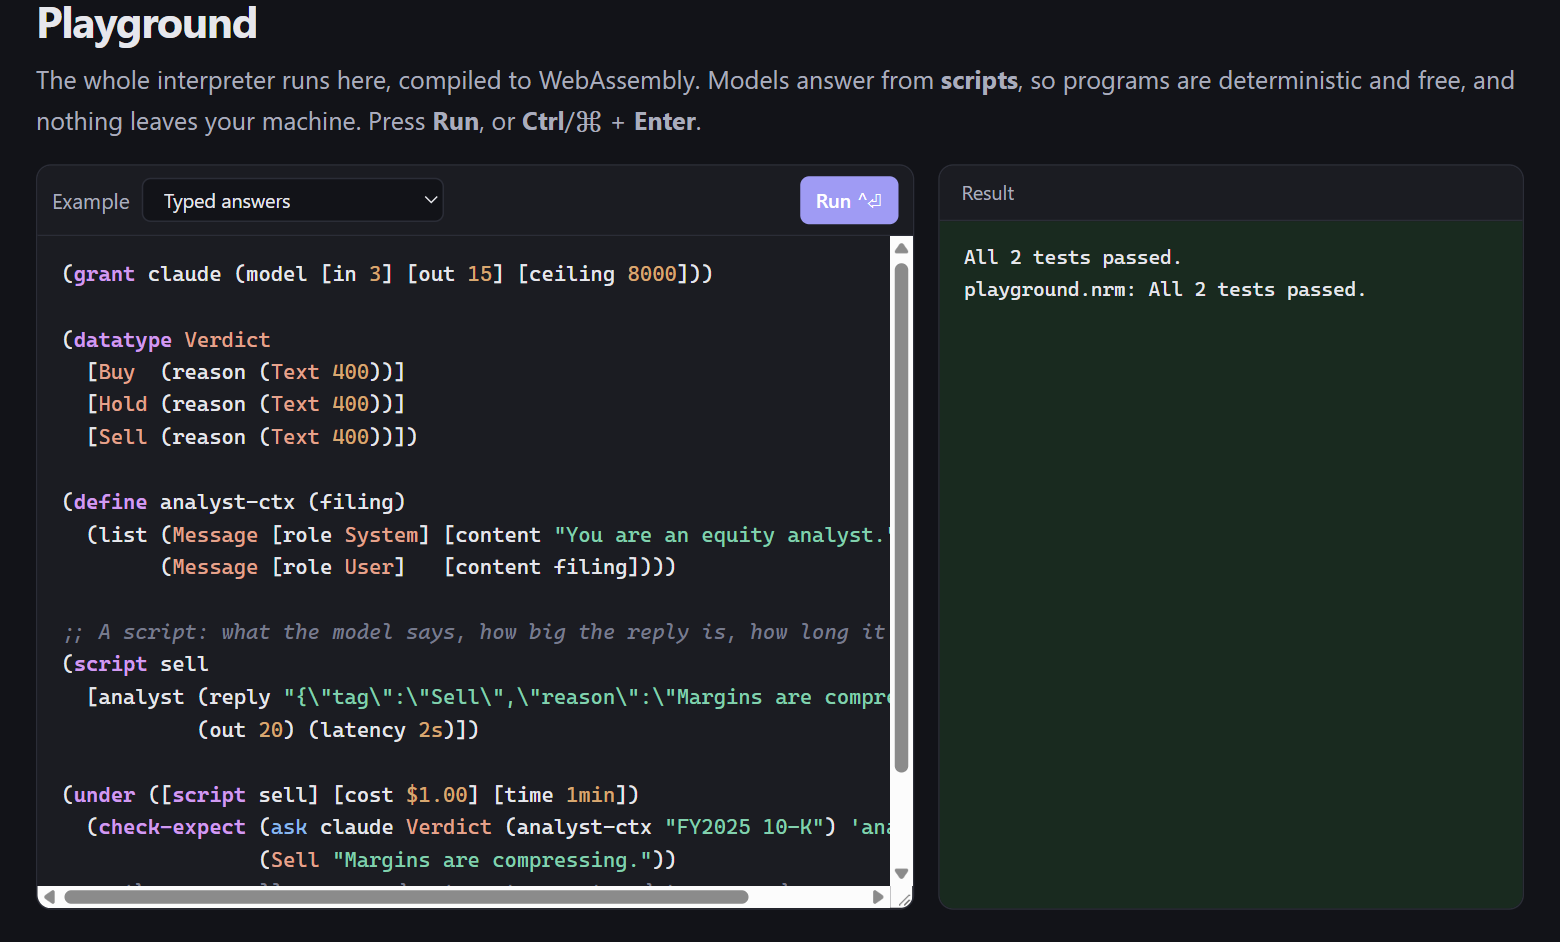 Playground
The whole interpreter runs here, compiled to WebAssembly. Models answer from scripts, so programs are deterministic and free, and
nothing leaves your machine. Press Run, or Ctrl/⌘ + Enter.
Example Typed answers Run ^⏎
(grant claude (model [in 3] [out 15] [ceiling 8000]))
(datatype Verdict
  [Buy  (reason (Text 400))]
  [Hold (reason (Text 400))]
  [Sell (reason (Text 400))])
(define analyst-ctx (filing)
  (list (Message [role System] [content "You are an equity analyst."
        (Message [role User]   [content filing])))
;; A script: what the model says, how big the reply is, how long it
(script sell
  [analyst (reply "{\"tag\":\"Sell\",\"reason\":\"Margins are compre
           (out 20) (latency 2s)])
(under ([script sell] [cost $1.00] [time 1min])
  (check-expect (ask claude Verdict (analyst-ctx "FY2025 10-K") 'ana
                (Sell "Margins are compressing."))
Result
All 2 tests passed.
playground.nrm: All 2 tests passed.